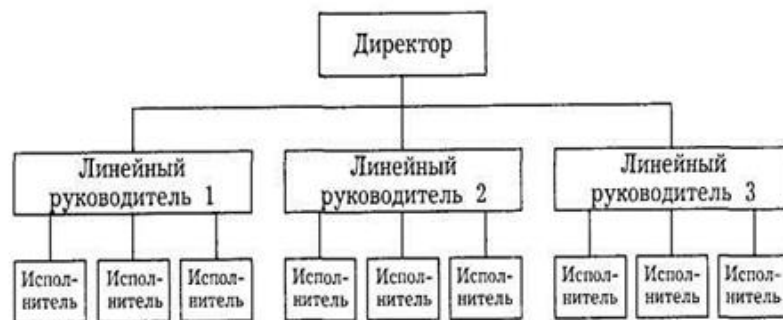 Директор
Линейный
руководитель 1
Линейный
руководитель 2
Линейный
руководитель 3
Испол-
нитель
Испол-
нитель
Испол-
нитель
Испол-
нитель
Испол-
нитель
Испол-
нитель
Испол-
нитель
Испол-
нитель
Испол-
нитель